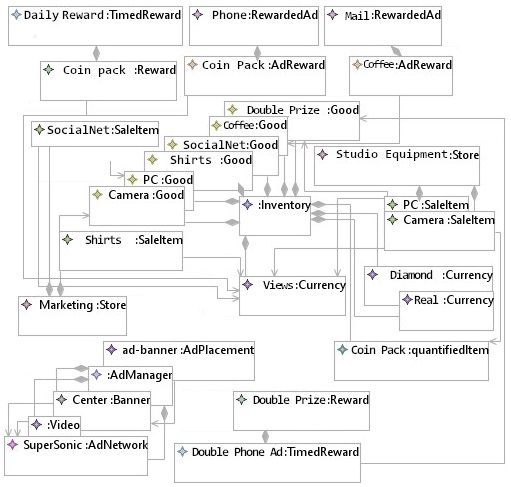 Daily Reward :TimedReward
Phone:RewardedAd
Mail:RewardedAd
Coin pack :Reward
Coin Pack :AdReward
Coffee:AdReward
Double Prize :Good
Coffee:Good
SocialNet:SaleItem
SocialNet:Good
Shirts :Good
Studio Equipment:Store
PC :Good
Camera :Good
:Inventory
PC :SaleItem
Camera :SaleItem
Shirts :SaleItem
Views:Currency
Diamond :Currency
Real :Currency
Marketing :Store
ad-banner :AdPlacement
Coin Pack :quantifiedItem
:AdManager
Center :Banner
Double Prize:Reward
:Video
SuperSonic :AdNetwork
Double Phone Ad:TimedReward